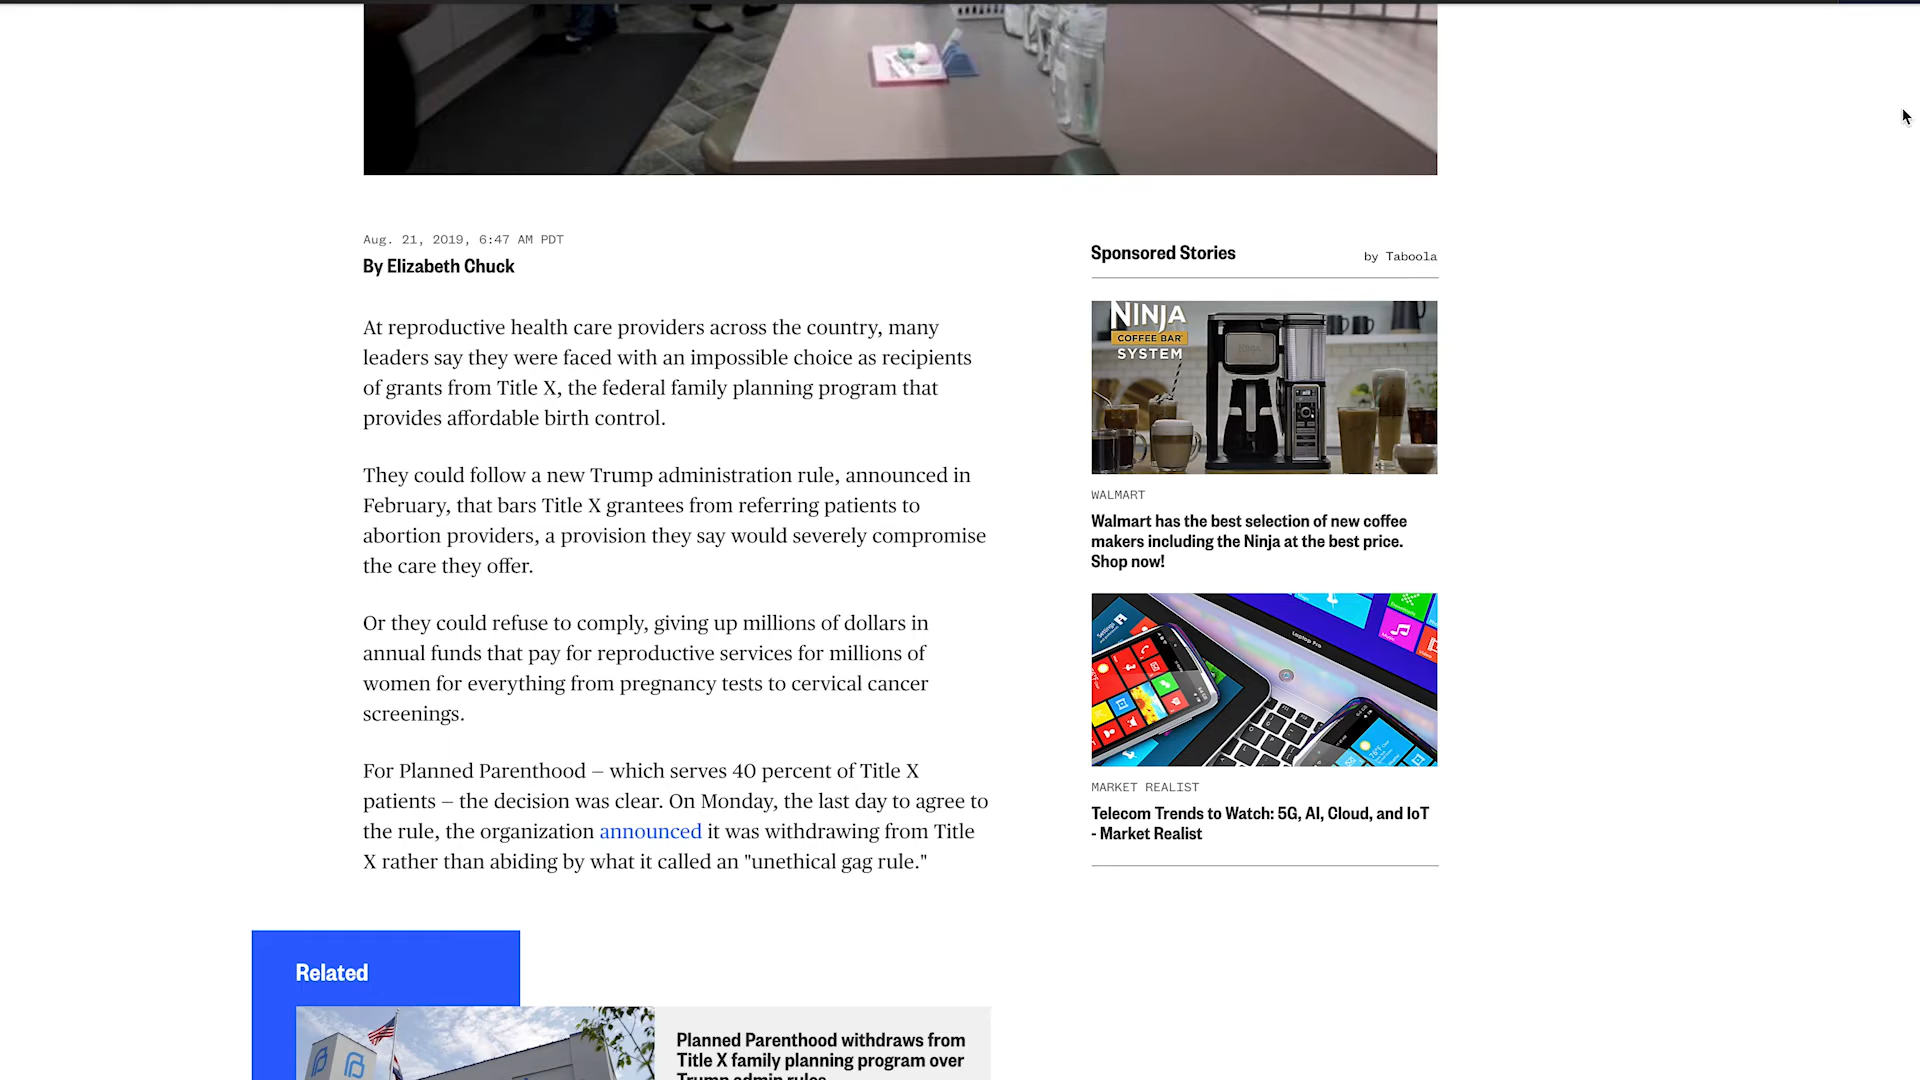 Aug. 21, 2019, 6:47 AM PDT
By Elizabeth Chuck
At reproductive health care providers across the country, many
leaders say they were faced with an impossible choice as recipients
of grants from Title X, the federal family planning program that
provides affordable birth control.
They could follow a new Trump administration rule, announced in
February, that bars Title X grantees from referring patients to
abortion providers, a provision they say would severely compromise
the care they offer.
Or they could refuse to comply, giving up millions of dollars in
annual funds that pay for reproductive services for millions of
women for everything from pregnancy tests to cervical cancer
screenings.
For Planned Parenthood — which serves 40 percent of Title X
patients — the decision was clear. On Monday, the last day to agree to
the rule, the organization announced it was withdrawing from Title
X rather than abiding by what it called an "unethical gag rule."
Sponsored Stories
by Taboola
NINJA
COFFEE BAR
SYSTEM
WALMART
Walmart has the best selection of new coffee
makers including the Ninja at the best price.
Shop now!
Laptop Pro
MARKET REALIST
Telecom Trends to Watch: 5G, AI, Cloud, and IoT
- Market Realist
Related
Planned Parenthood withdraws from
Title X family planning program over
Trump admin rules